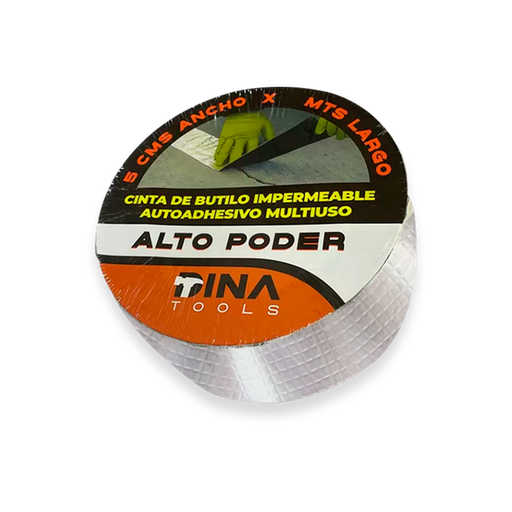 5 CMS ANCHO X MTS LARGO
CINTA DE BUTILO IMPERMEABLE
AUTOADHESIVO MULTIUSO
ALTO PODER
DINA
TOOLS